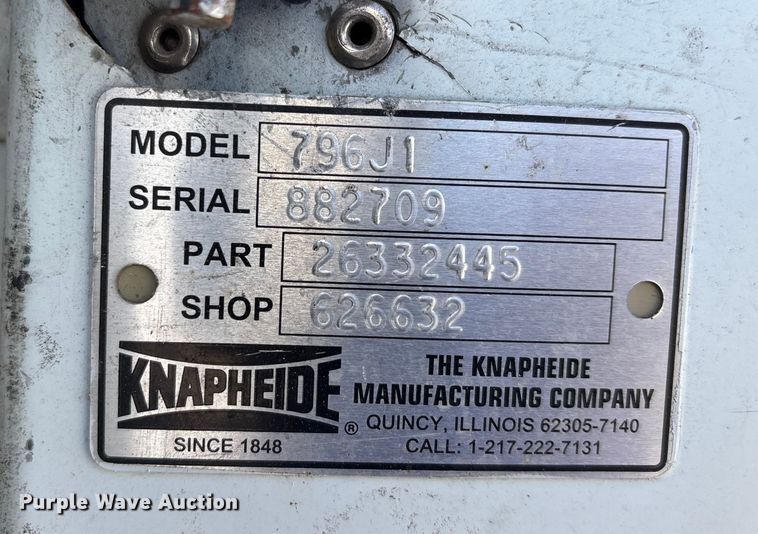 MODEL 796J1
SERIAL 882709
PART 26332445
SHOP 626632
KNAPHEIDE ®
SINCE 1848
THE KNAPHEIDE
MANUFACTURING COMPANY
QUINCY, ILLINOIS 62305-7140
CALL: 1-217-222-7131
Purple Wave Auction